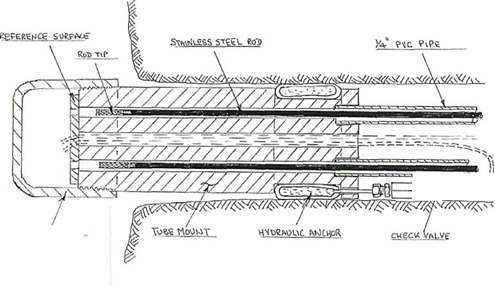 REFERENCE SURFACE
ROD TIP
STAINLESS STEEL ROD
1/4" PVC PIPE
TUBE MOUNT
HYDRAULIC ANCHOR
CHECK VALVE